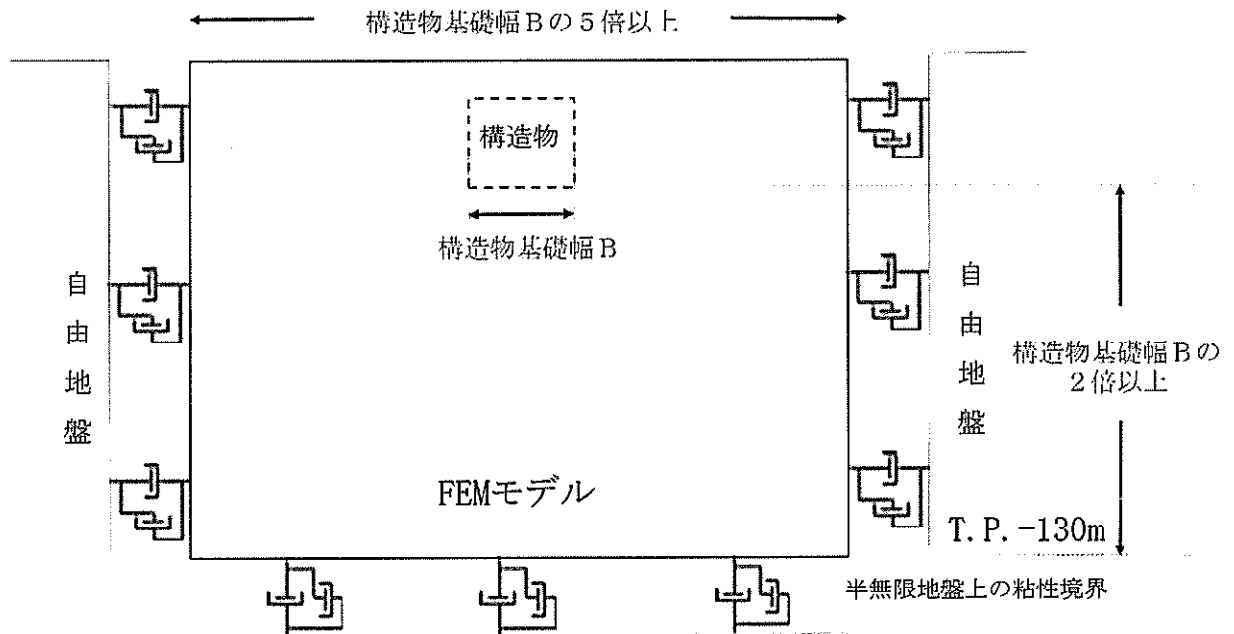 構造物基礎幅Bの5倍以上
構造物
構造物基礎幅B
自由地盤
自由地盤
構造物基礎幅Bの
2倍以上
FEMモデル
T.P.-130m
半無限地盤上の粘性境界